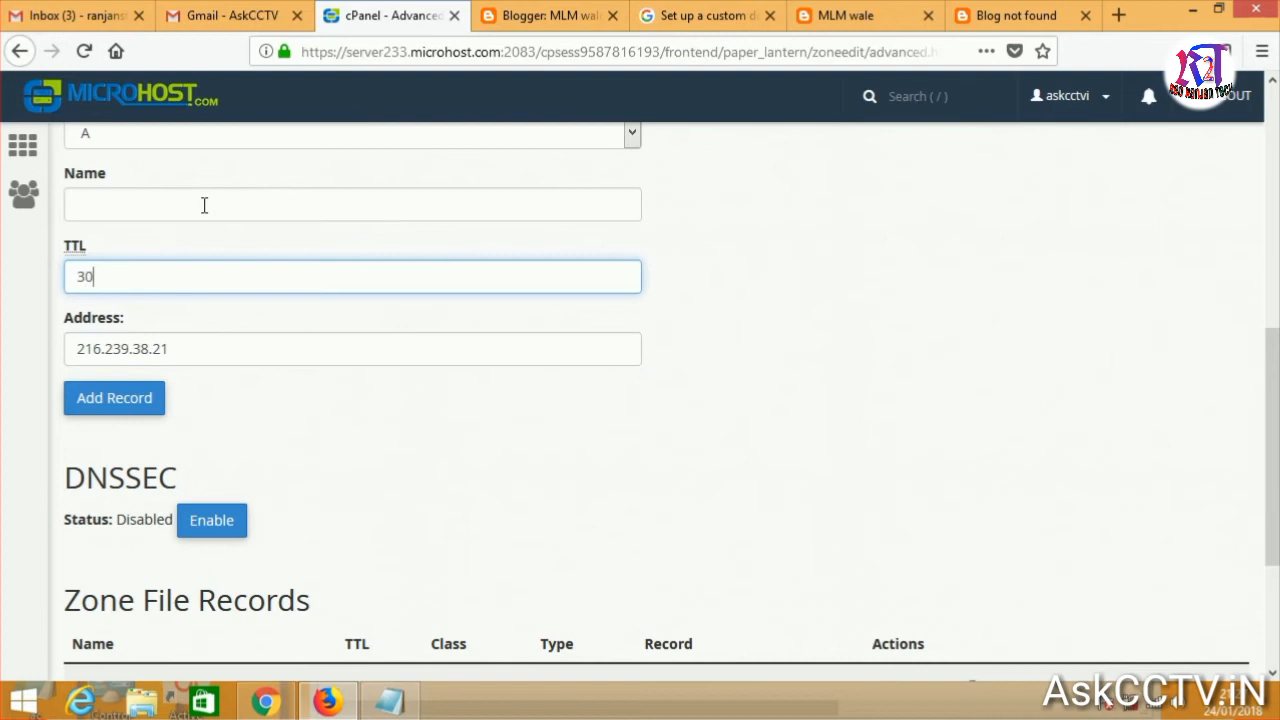 Inbox (3) - ranjans
Gmail - AskCCTV
cPanel - Advanced
Blogger: MLM wal
Set up a custom d
MLM wale
Blog not found
https://server233.microhost.com:2083/cpsess9587816193/frontend/paper_lantern/zoneedit/advanced.h
MICROHOST.COM
Search ( / )
askcctvi
OUT
A
Name
TTL
30
Address:
216.239.38.21
Add Record
DNSSEC
Status: Disabled Enable
Zone File Records
Name TTL Class Type Record Actions
AskCCTV.iN
24/01/2018